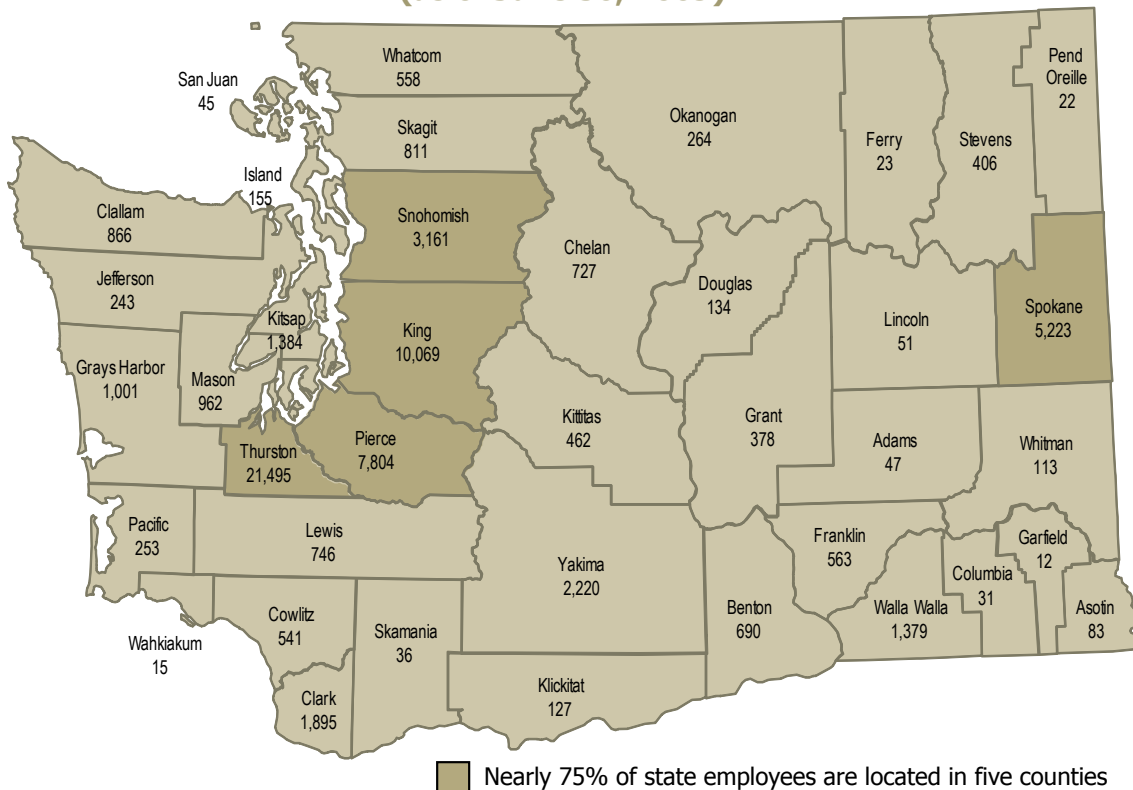 Whatcom
558
San Juan
45
Skagit
811
Island
155
Clallam
866
Snohomish
3,161
Jefferson
243
Kitsap
1,384
King
10,069
Grays Harbor
1,001
Mason
962
Thurston
21,495
Pierce
7,804
Pacific
253
Lewis
746
Wahkiakum
15
Cowlitz
541
Skamania
36
Clark
1,895
Okanogan
264
Ferry
23
Stevens
406
Pend
Oreille
22
Chelan
727
Douglas
134
Lincoln
51
Spokane
5,223
Kittitas
462
Grant
378
Adams
47
Whitman
113
Yakima
2,220
Franklin
563
Garfield
12
Columbia
31
Benton
690
Walla Walla
1,379
Asotin
83
Klickitat
127
Nearly 75% of state employees are located in five counties